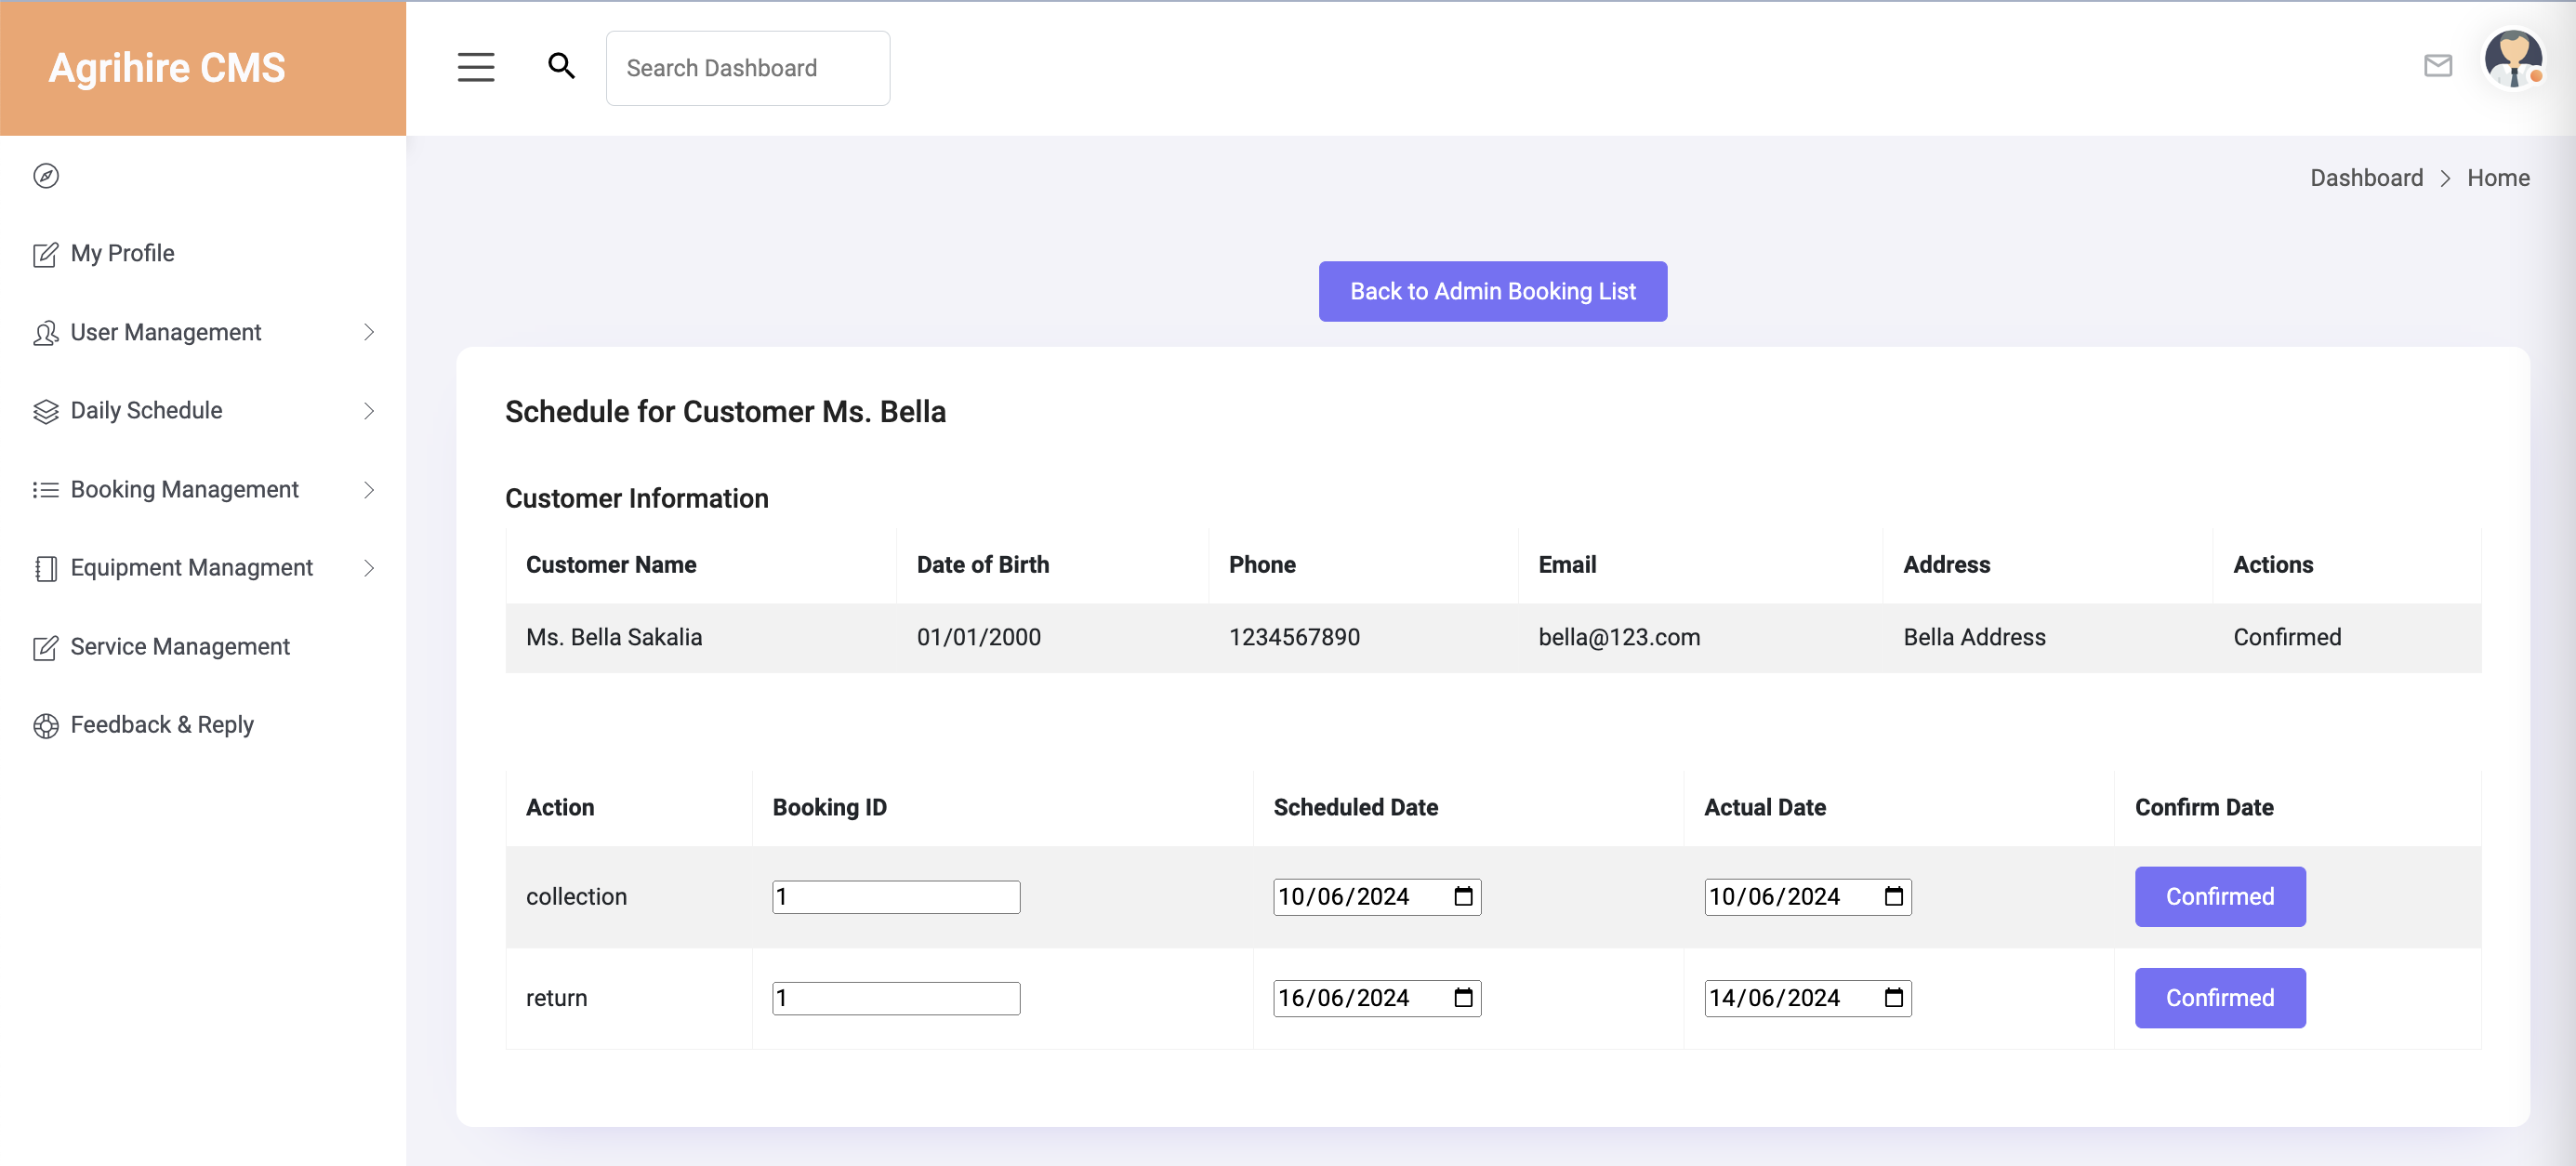 Agrihire CMS
Search Dashboard
Dashboard > Home
My Profile
User Management
Daily Schedule
Booking Management
Equipment Managment
Service Management
Feedback & Reply
Back to Admin Booking List
Schedule for Customer Ms. Bella
Customer Information
Customer Name Date of Birth Phone Email Address Actions
Ms. Bella Sakalia 01/01/2000 1234567890 bella@123.com Bella Address Confirmed
Action Booking ID Scheduled Date Actual Date Confirm Date
collection 1 10/06/2024 10/06/2024 Confirmed
return 1 16/06/2024 14/06/2024 Confirmed